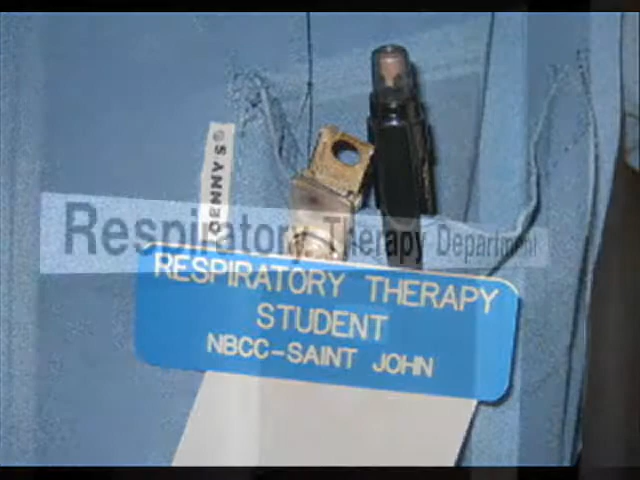 DENNY S®
Respiratory Therapy Department
RESPIRATORY THERAPY
STUDENT
NBCC-SAINT JOHN